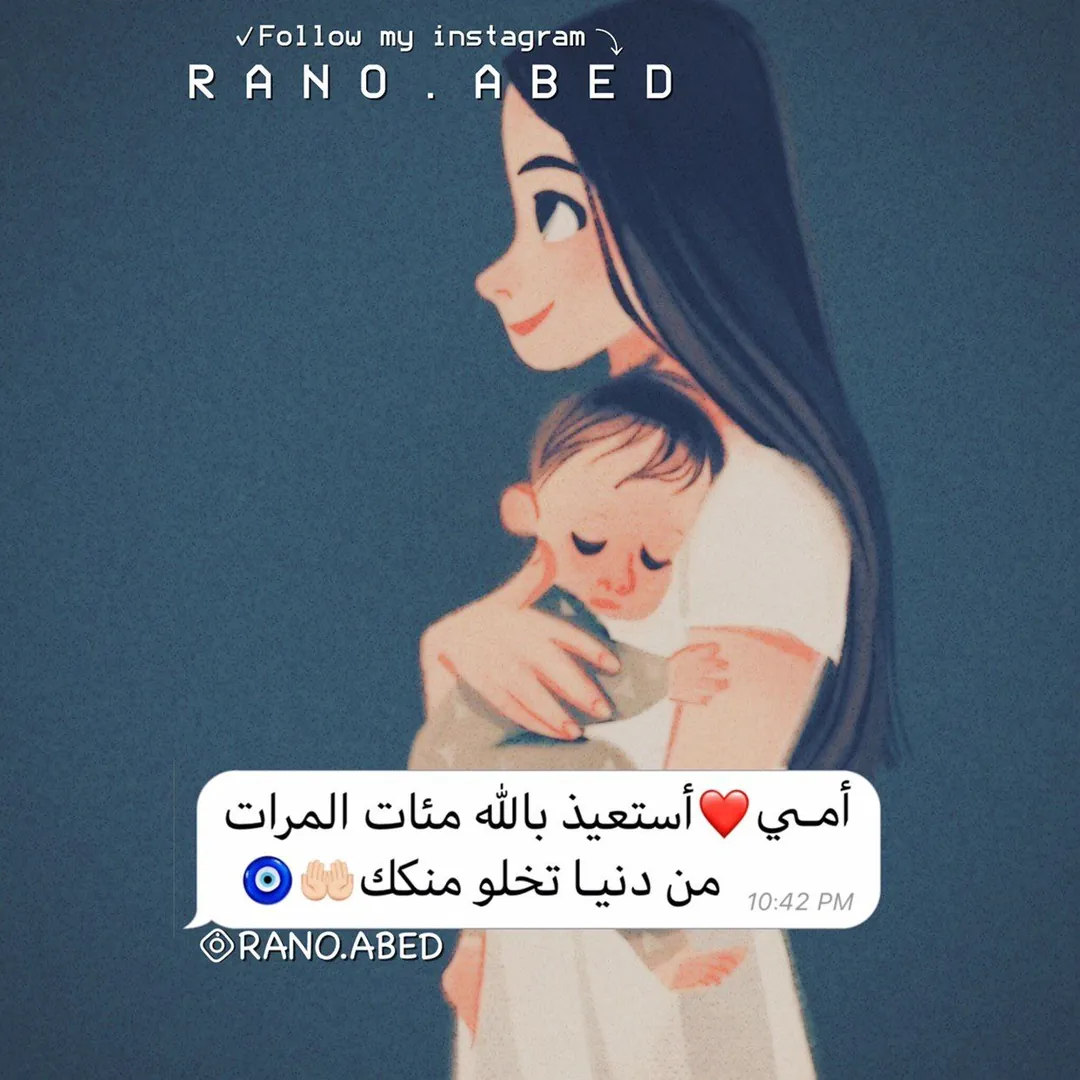 ✓Follow my instagram
RANO.ABED
أمـي❤️أستعيذ بالله مئات المرات
من دنيـا تخلو منكك🤲🏻🧿
10:42 PM
RANO.ABED